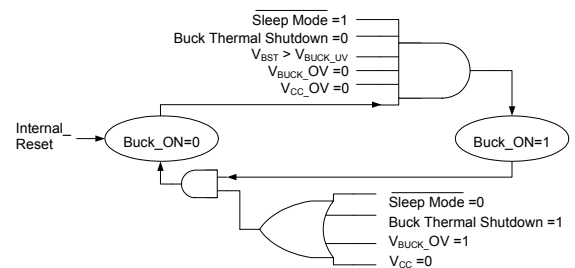 Sleep Mode =1
Buck Thermal Shutdown =0
V_BST > V_BUCK_UV
V_BUCK_OV =0
V_CC_OV =0
Internal_
Reset
Buck_ON=0
Buck_ON=1
Sleep Mode =0
Buck Thermal Shutdown =1
V_BUCK_OV =1
V_CC =0